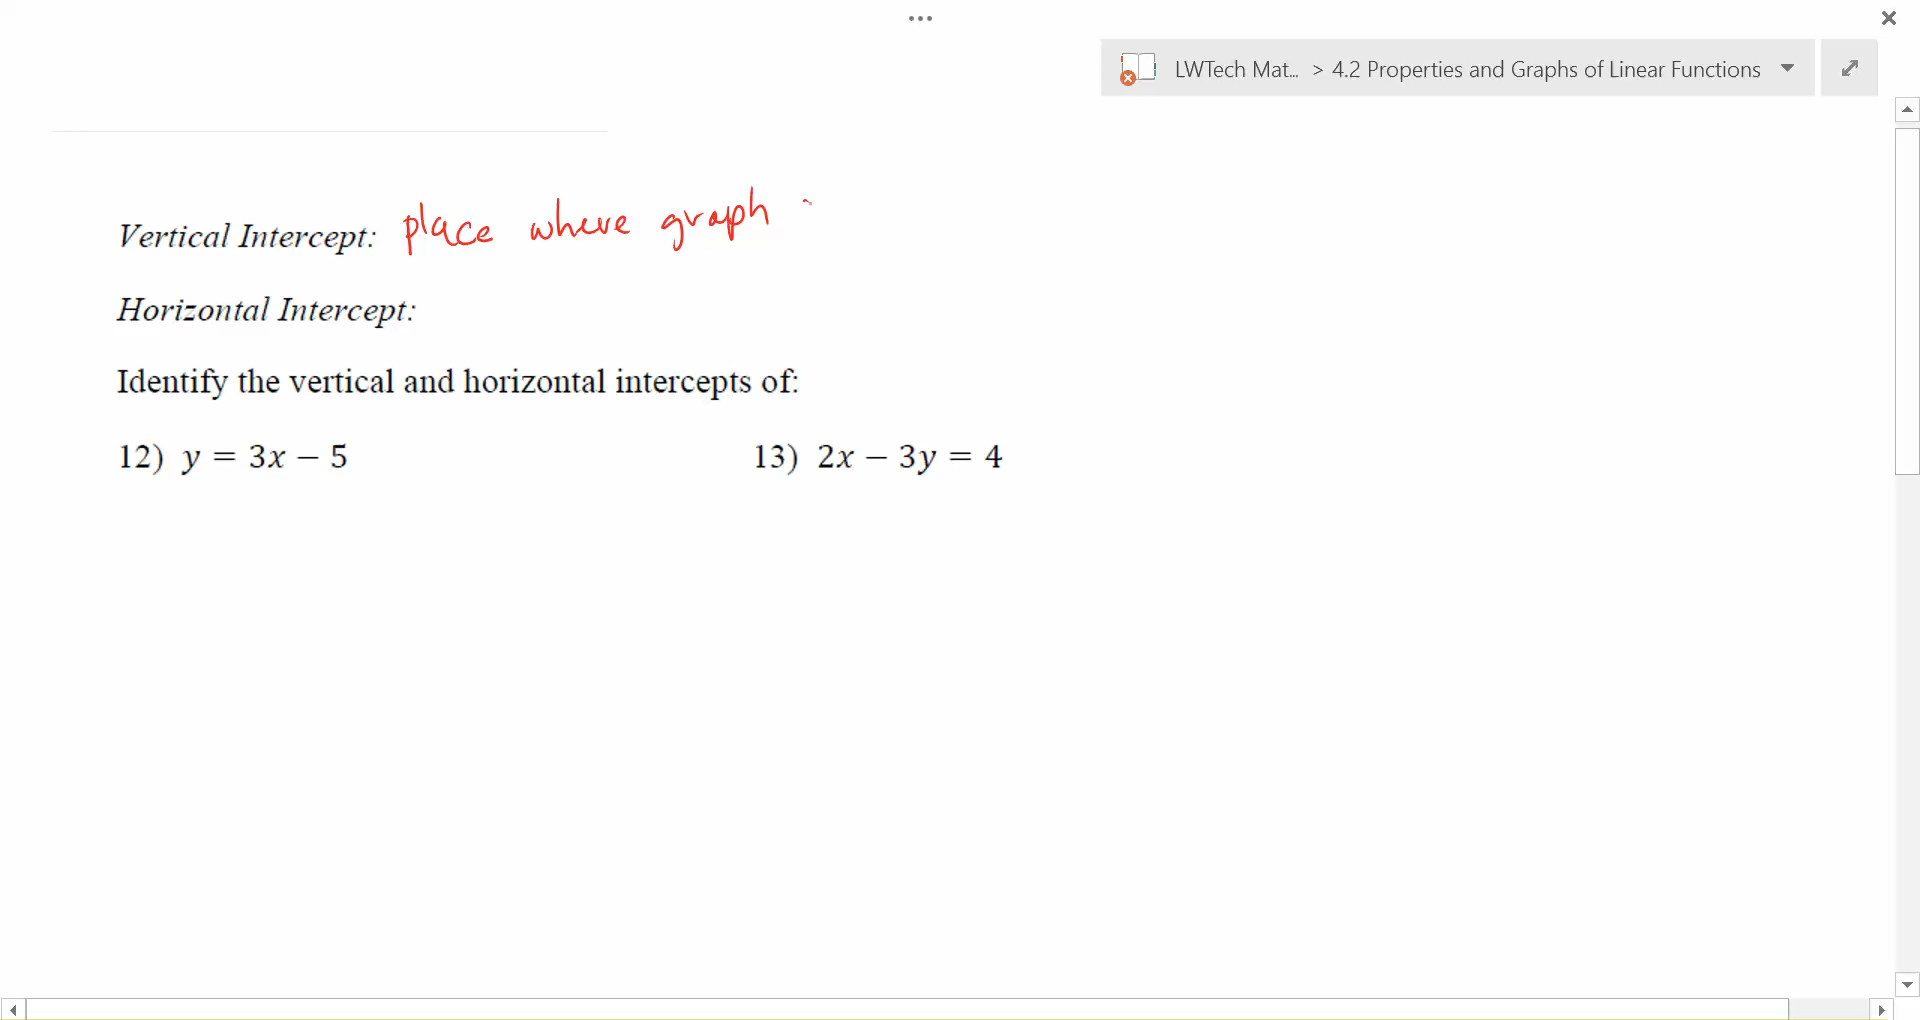 LWTech Mat... > 4.2 Properties and Graphs of Linear Functions
Vertical Intercept: place where graph
Horizontal Intercept:
Identify the vertical and horizontal intercepts of:
12) y = 3x − 5 13) 2x − 3y = 4